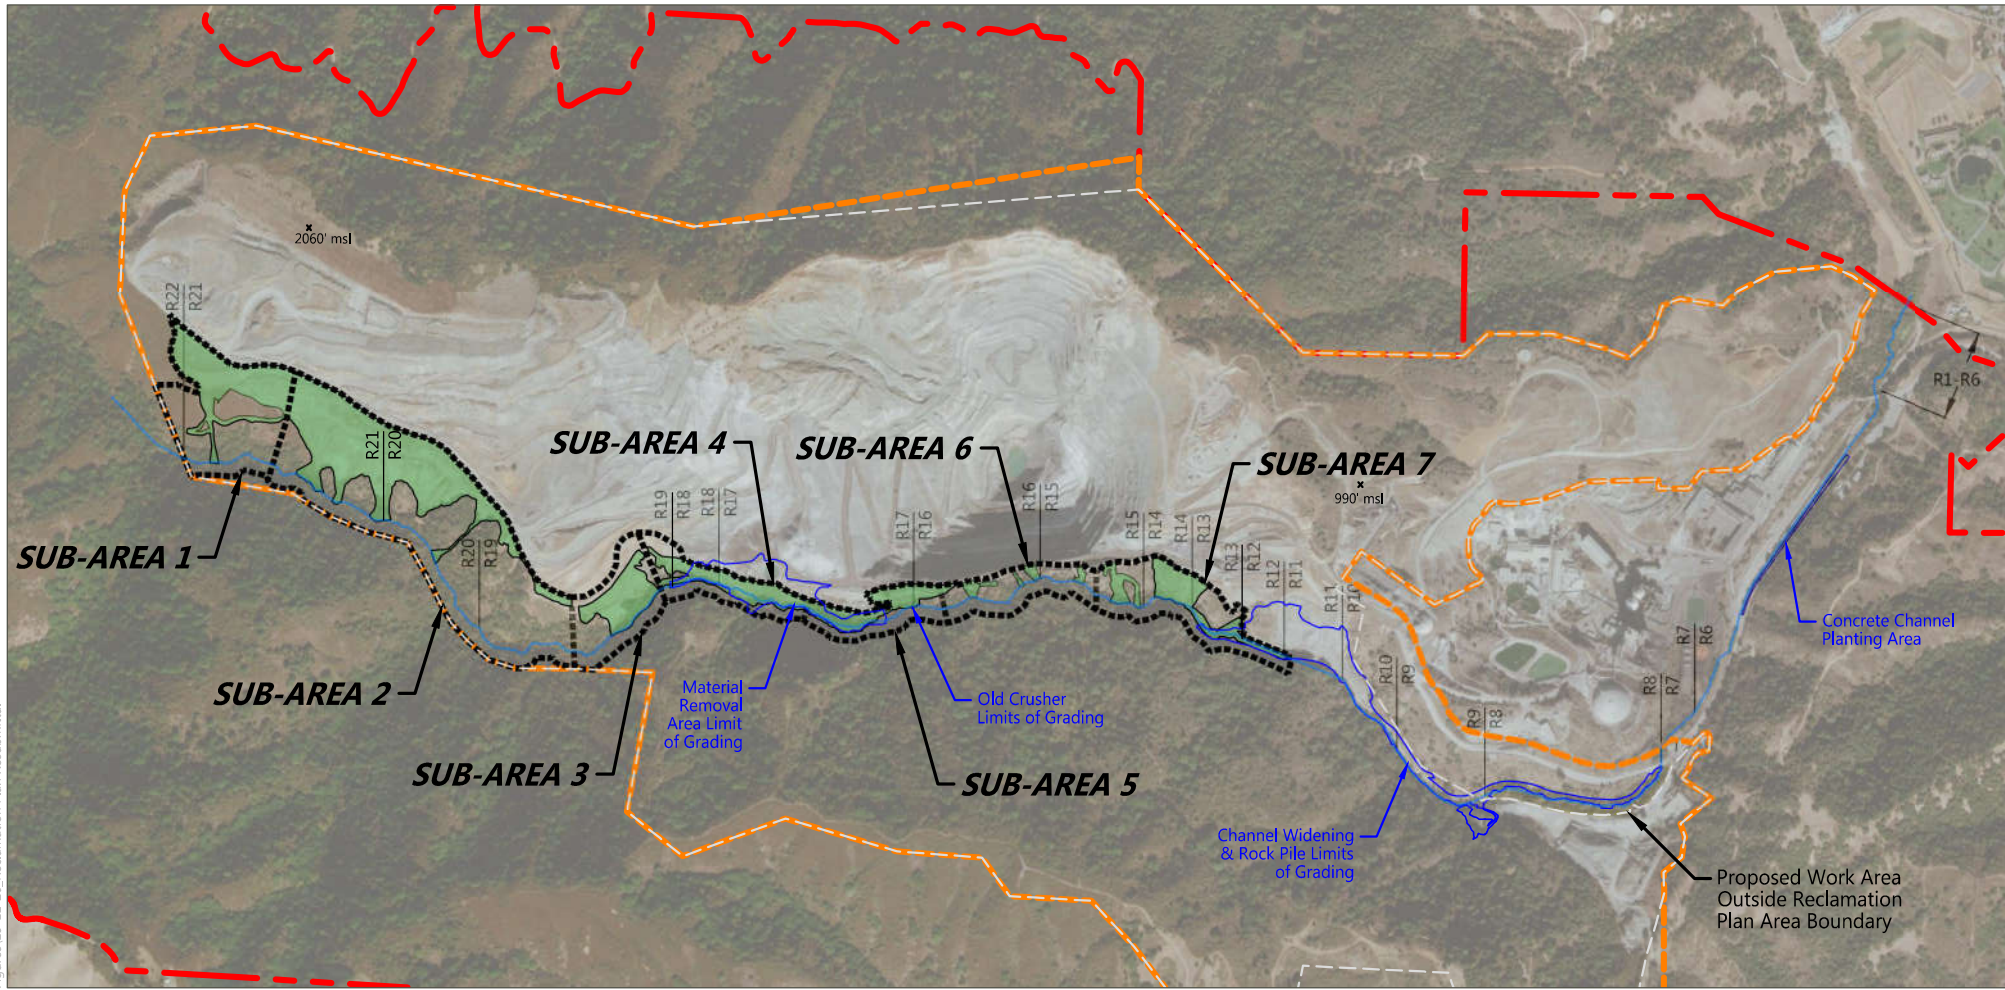 2060' msl
R22
R21
R1-R6
R21
R20
SUB-AREA 4
SUB-AREA 6
SUB-AREA 7
990' msl
R19
R18
R18
R17
R17
R16
R16
R15
R15
R14
R14
R13
R13
R12
R12
R11
R11
R10
R20
R19
SUB-AREA 1
Concrete Channel
Planting Area
R7
R6
R10
R9
R8
R7
R9
R8
SUB-AREA 2
Material
Removal
Area Limit
of Grading
Old Crusher
Limits of Grading
SUB-AREA 3
SUB-AREA 5
Channel Widening
& Rock Pile Limits
of Grading
Proposed Work Area
Outside Reclamation
Plan Area Boundary